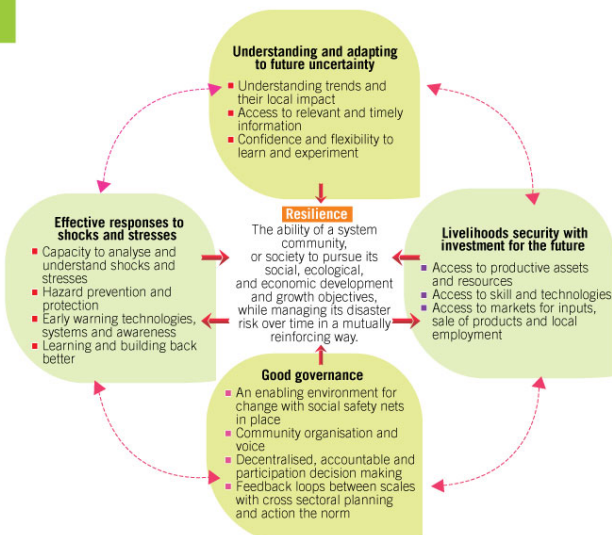 Understanding and adapting
to future uncertainty
Understanding trends and
their local impact
Access to relevant and timely
information
Confidence and flexibility to
learn and experiment
Effective responses to
shocks and stresses
Capacity to analyse and
understand shocks and
stresses
Hazard prevention and
protection
Early warning technologies,
systems and awareness
Learning and building back
better
Resilience
The ability of a system
community,
or society to pursue its
social, ecological,
and economic development
and growth objectives,
while managing its disaster
risk over time in a mutually
reinforcing way.
Livelihoods security with
investment for the future
Access to productive assets
and resources
Access to skill and technologies
Access to markets for inputs,
sale of products and local
employment
Good governance
An enabling environment for
change with social safety nets
in place
Community organisation and
voice
Decentralised, accountable and
participation decision making
Feedback loops between scales
with cross sectoral planning
and action the norm